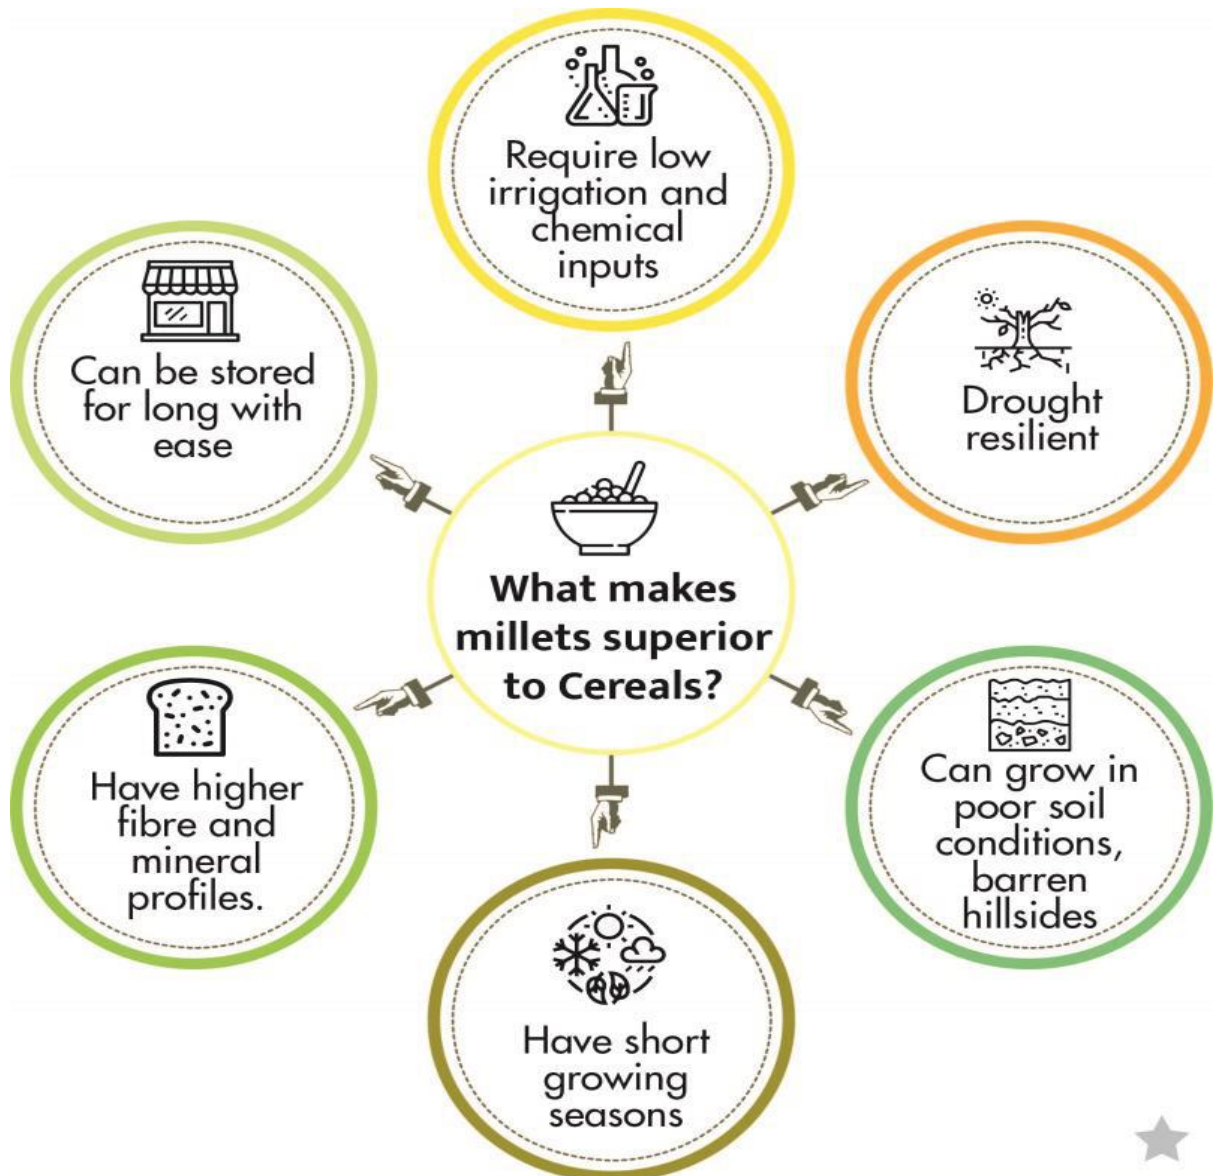 Require low
irrigation and
chemical
inputs
Can be stored
for long with
ease
Drought
resilient
What makes
millets superior
to Cereals?
Have higher
fibre and
mineral
profiles.
Can grow in
poor soil
conditions,
barren
hillsides
Have short
growing
seasons